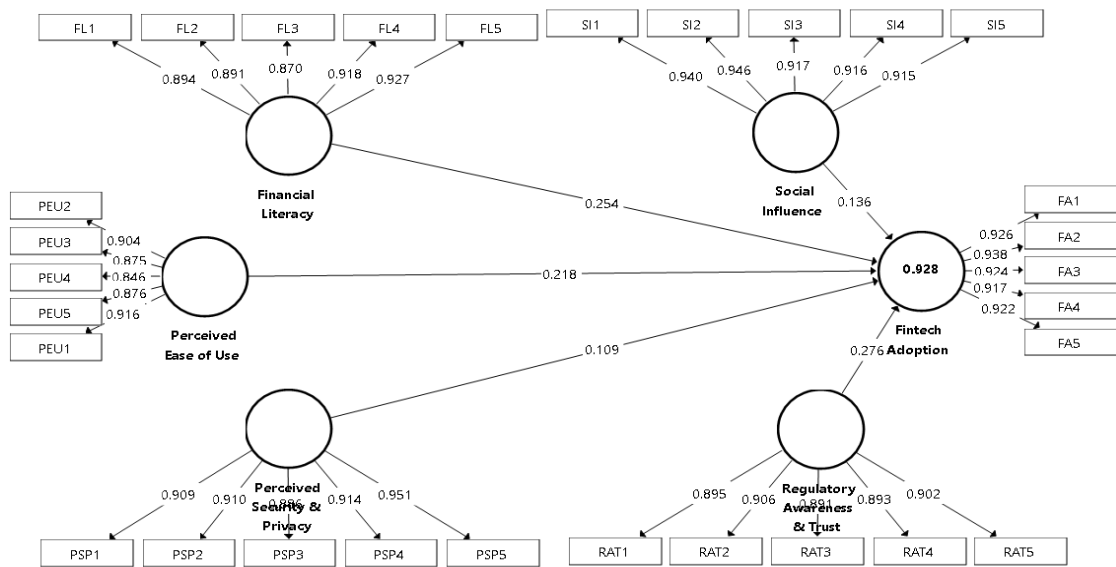 FL1 FL2 FL3 FL4 FL5
SI1 SI2 SI3 SI4 SI5
0.894 0.891 0.870 0.918 0.927
0.940 0.946 0.917 0.916 0.915
Financial
Literacy
Social
Influence
0.254
0.136
PEU2
PEU3
PEU4
PEU5
PEU1
0.904
0.875
0.846
0.876
0.916
Perceived
Ease of Use
0.218
0.928
Fintech
Adoption
0.926
0.938
0.924
0.917
0.922
FA1
FA2
FA3
FA4
FA5
0.109
0.276
Perceived
Security &
Privacy
0.909 0.910 0.914 0.951
PSP1 PSP2 PSP3 PSP4 PSP5
Regulatory
Awareness
& Trust
0.895 0.906 0.891 0.893 0.902
RAT1 RAT2 RAT3 RAT4 RAT5